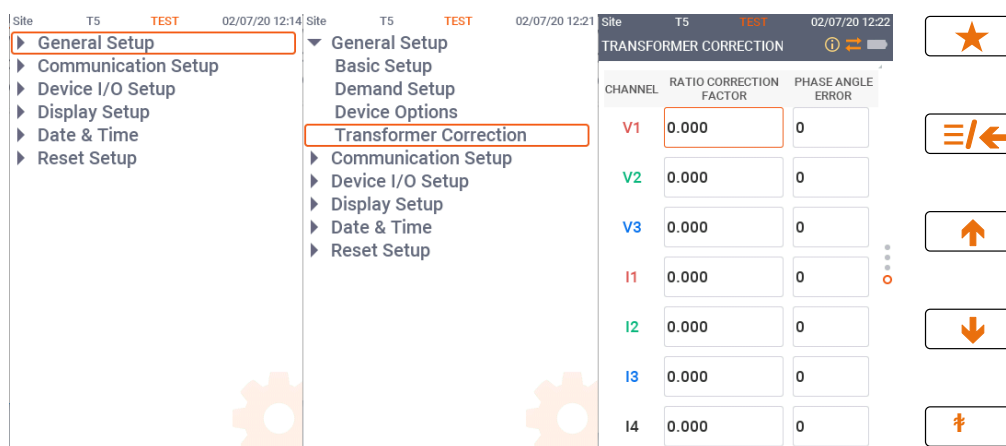 Site T5 TEST 02/07/20 12:14
General Setup
Communication Setup
Device I/O Setup
Display Setup
Date & Time
Reset Setup
Site T5 TEST 02/07/20 12:21
General Setup
Basic Setup
Demand Setup
Device Options
Transformer Correction
Communication Setup
Device I/O Setup
Display Setup
Date & Time
Reset Setup
Site T5 TEST 02/07/20 12:22
TRANSFORMER CORRECTION
CHANNEL RATIO CORRECTION FACTOR PHASE ANGLE ERROR
V1 0.000 0
V2 0.000 0
V3 0.000 0
I1 0.000 0
I2 0.000 0
I3 0.000 0
I4 0.000 0